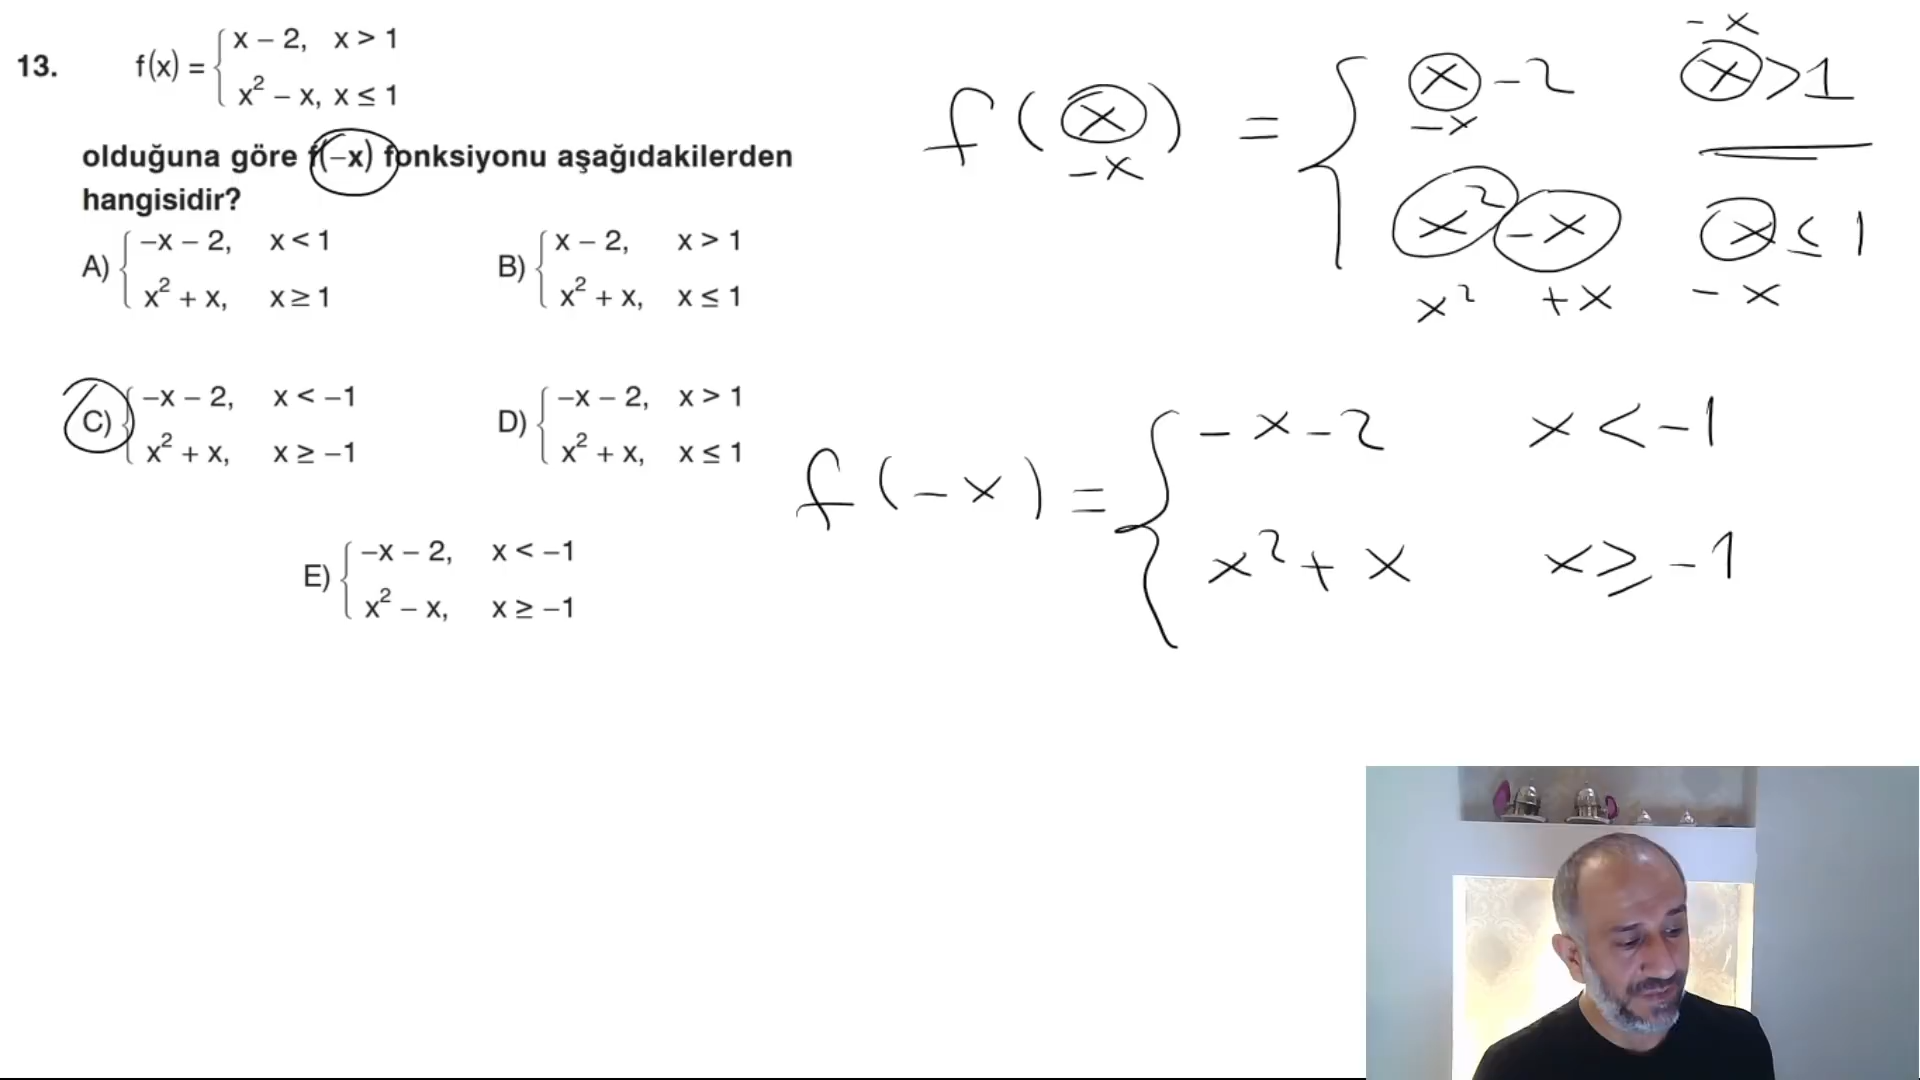 13. f(x) = { x – 2, x > 1
x² – x, x ≤ 1
olduğuna göre f(–x) fonksiyonu aşağıdakilerden
hangisidir?
A) { –x – 2, x < 1
x² + x, x ≥ 1
B) { x – 2, x > 1
x² + x, x ≤ 1
C) { –x – 2, x < –1
x² + x, x ≥ –1
D) { –x – 2, x > 1
x² + x, x ≤ 1
E) { –x – 2, x < –1
x² – x, x ≥ –1
– x
f(x) = { x – 2 x > 1
–x –x
x² – x x ≤ 1
x² + x – x
f(–x) = { – x – 2 x < –1
x² + x x ≥ –1